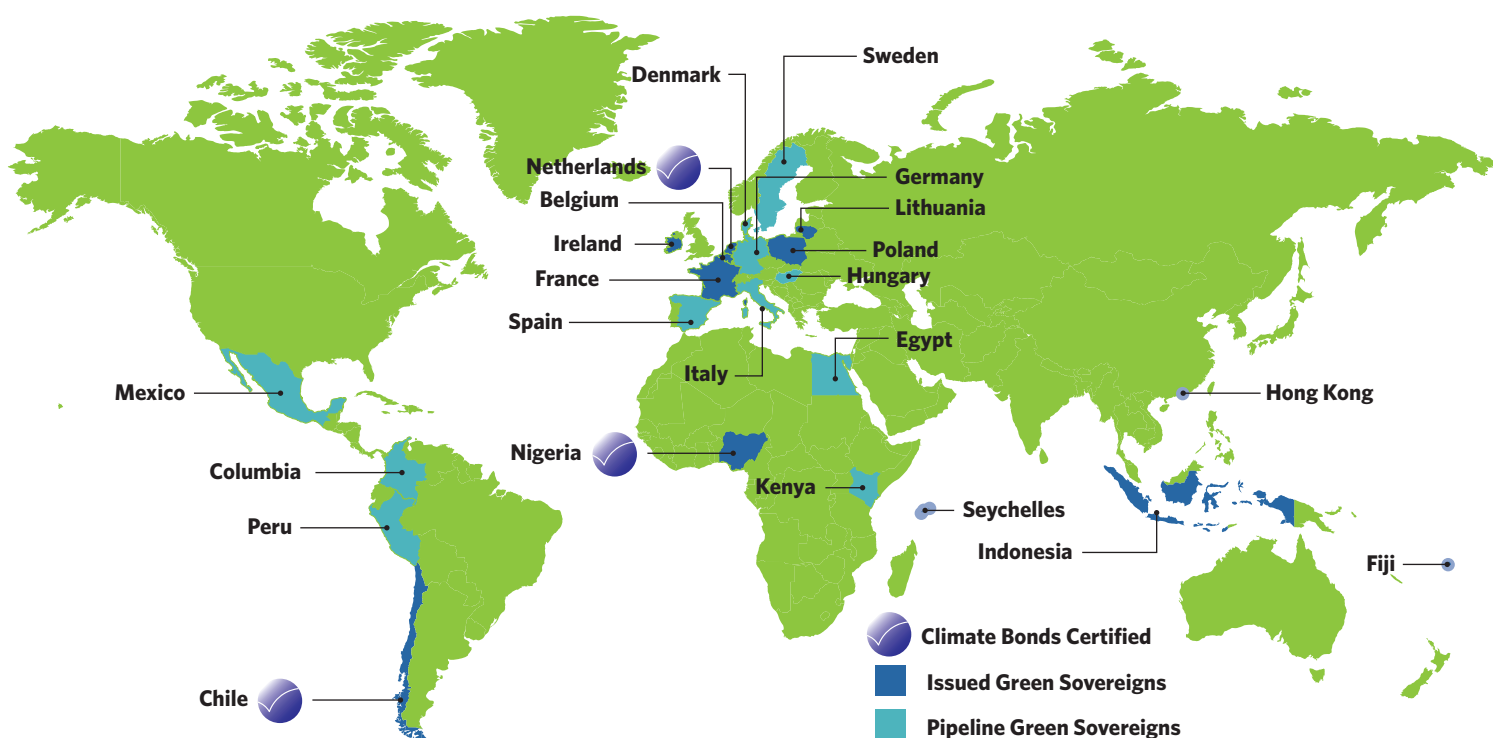 Sweden
Denmark
Netherlands
Germany
Belgium
Lithuania
Ireland
Poland
France
Hungary
Spain
Egypt
Italy
Mexico
Hong Kong
Nigeria
Columbia
Kenya
Seychelles
Peru
Indonesia
Fiji
Climate Bonds Certified
Issued Green Sovereigns
Chile
Pipeline Green Sovereigns